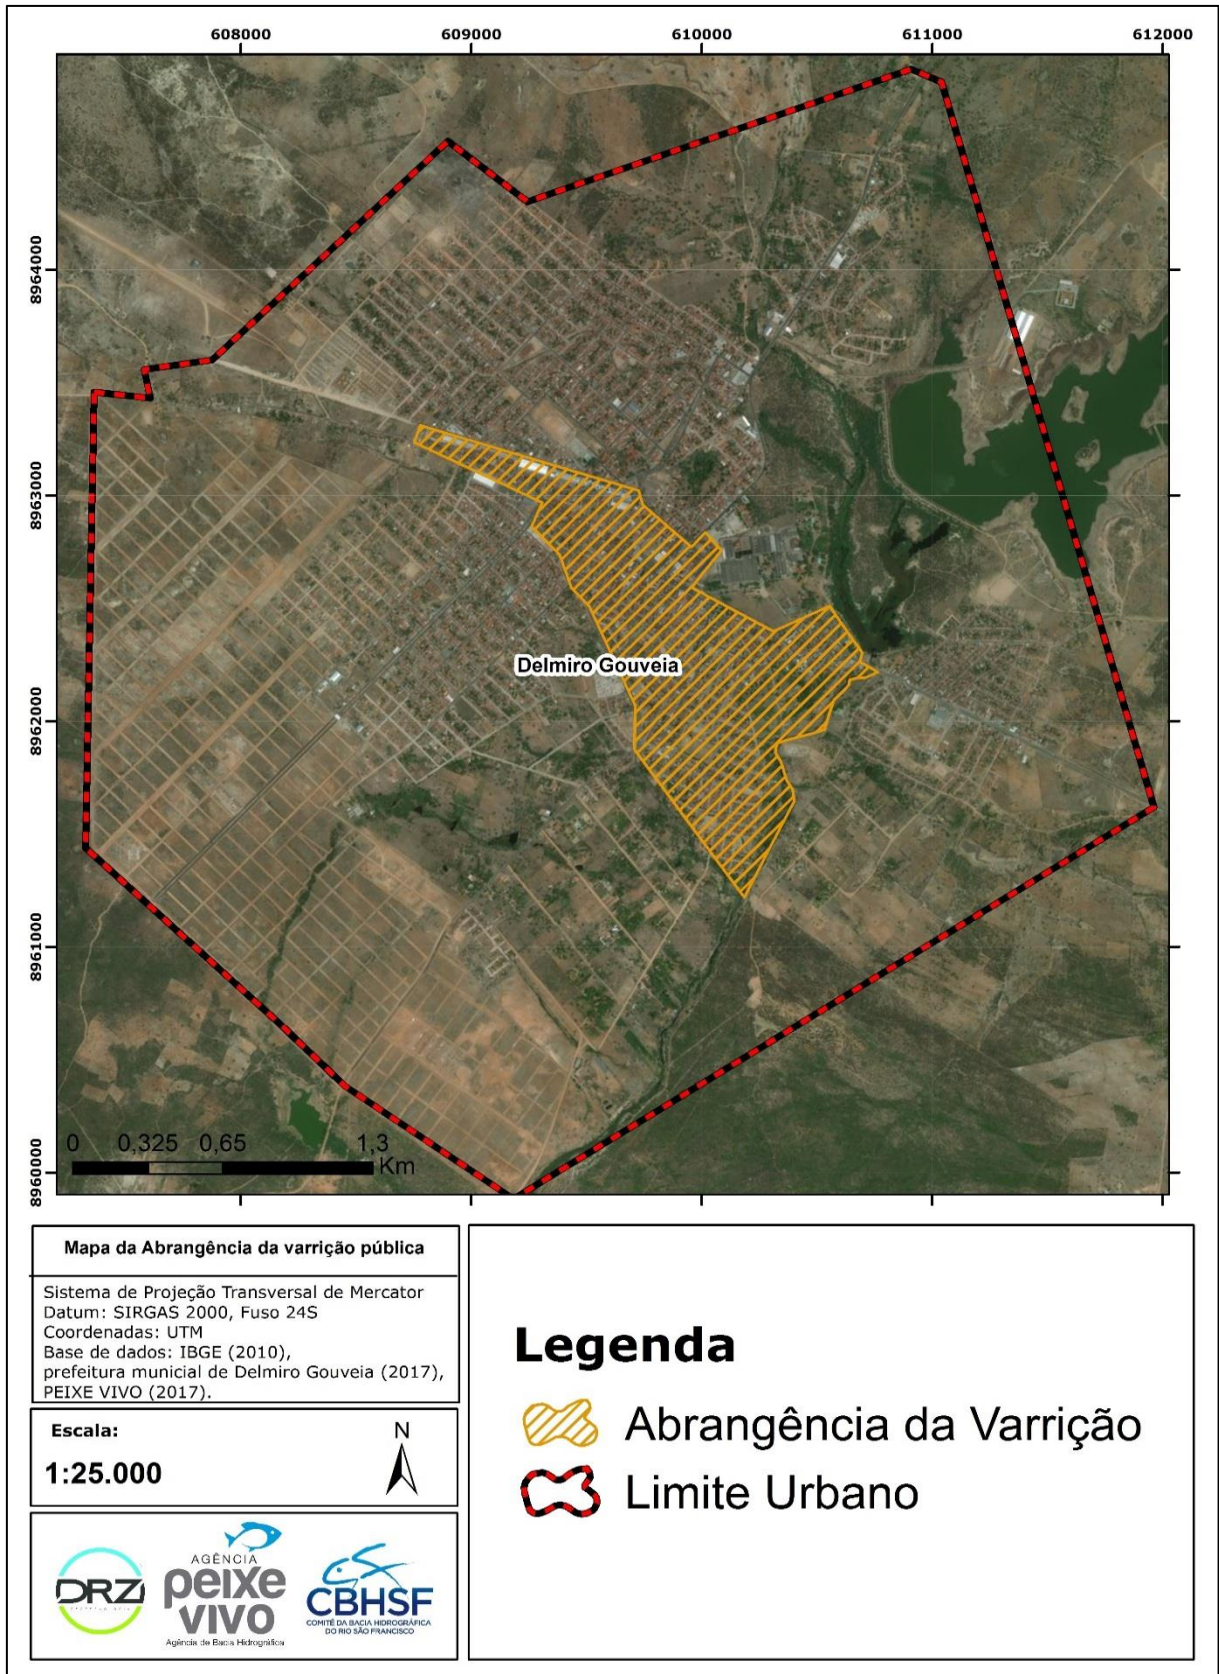 608000 609000 610000 611000 612000
8964000
8963000
8962000
8961000
8960000
Delmiro Gouveia
0 0,325 0,65 1,3
Km
Mapa da Abrangência da varrição pública
Sistema de Projeção Transversal de Mercator
Datum: SIRGAS 2000, Fuso 24S
Coordenadas: UTM
Base de dados: IBGE (2010),
prefeitura municial de Delmiro Gouveia (2017),
PEIXE VIVO (2017).
Escala:
1:25.000
N
DRZ
AGÊNCIA
peixe
vivo
Agência de Bacia Hidrográfica
CBHSF
COMITÊ DA BACIA HIDROGRÁFICA
DO RIO SÃO FRANCISCO
Legenda
Abrangência da Varrição
Limite Urbano